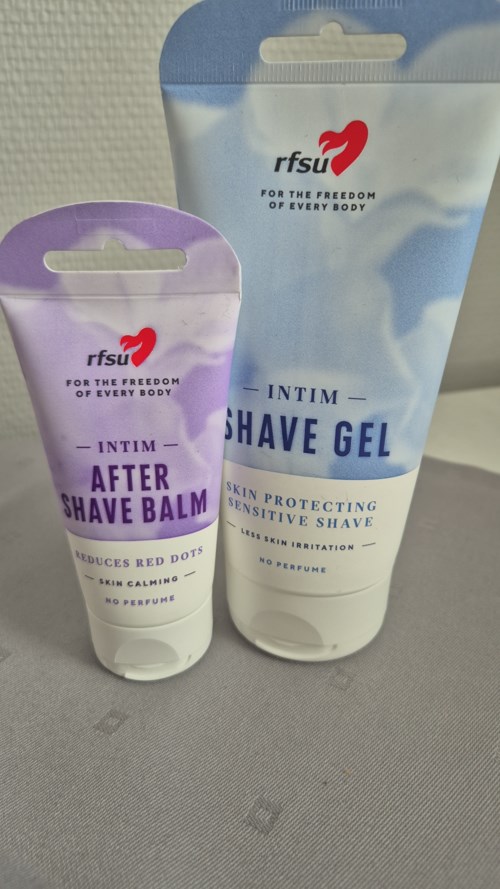 rfsu
FOR THE FREEDOM
OF EVERY BODY
INTIM
AFTER
SHAVE BALM
REDUCES RED DOTS
SKIN CALMING
NO PERFUME
rfsu
FOR THE FREEDOM
OF EVERY BODY
INTIM
SHAVE GEL
SKIN PROTECTING
SENSITIVE SHAVE
LESS SKIN IRRITATION
NO PERFUME